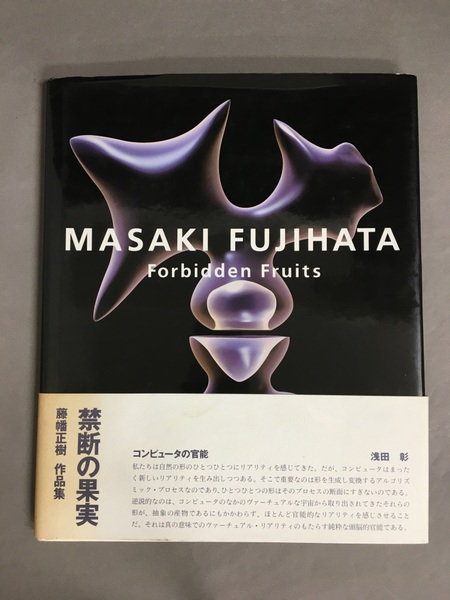 MASAKI FUJIHATA
Forbidden Fruits
禁断の果実
藤幡正樹 作品集
コンピュータの官能 浅田 彰
私たちは自然の形のひとつひとつにリアリティを感じてきた。だが、コンピュータはまった
く新しいリアリティを生み出しつつある。そこで重要なのは形を生成し変換するアルゴリズ
ミック・プロセスなのであり、ひとつひとつの形はそのプロセスの断面にすぎないのである。
逆説的なのは、コンピュータのなかのヴァーチュアルな宇宙から取り出されてきたそれらの
形が、抽象の産物であるにもかかわらず、ほとんど官能的なリアリティを感じさせること
だ。それは真の意味でのヴァーチュアル・リアリティのもたらす純粋な頭脳的官能である。